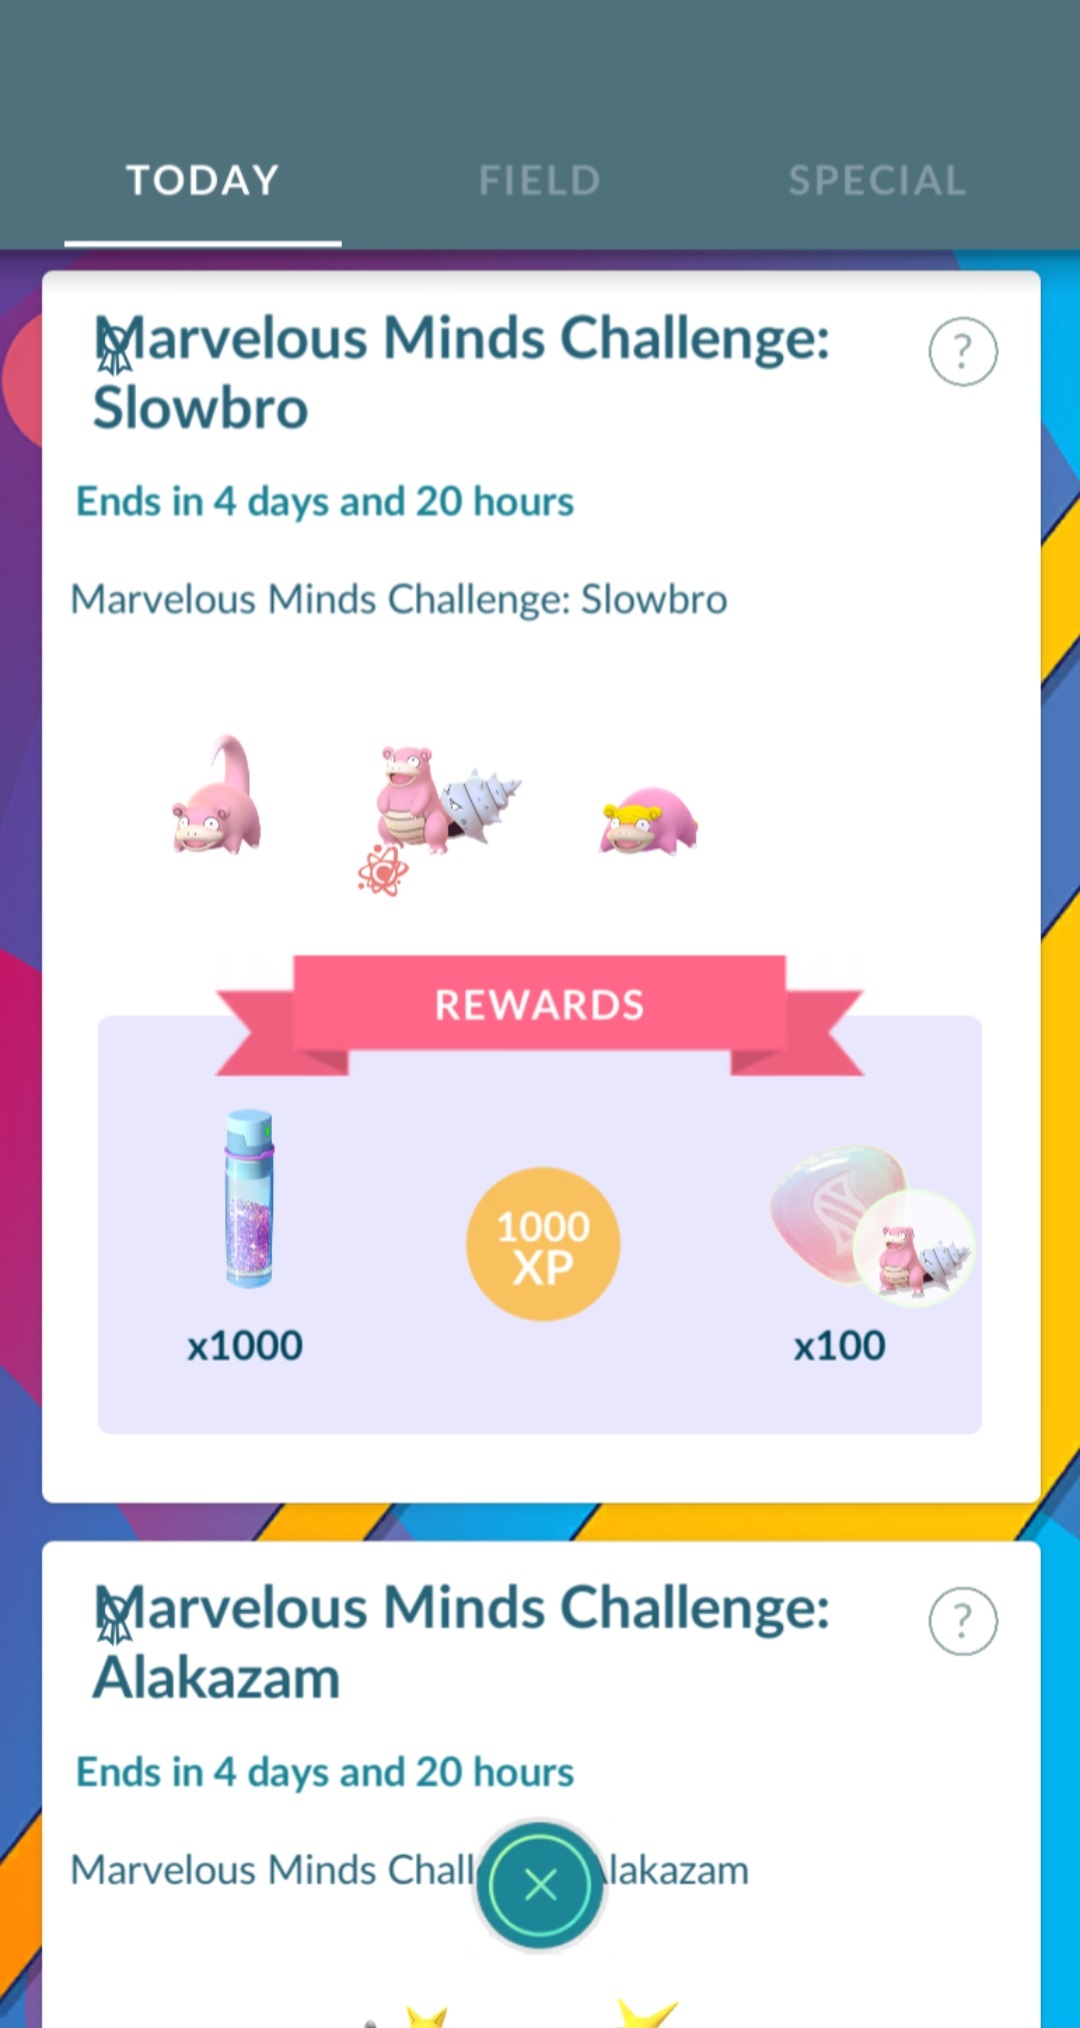 TODAY
FIELD
SPECIAL
Marvelous Minds Challenge:
Slowbro
?
Ends in 4 days and 20 hours
Marvelous Minds Challenge: Slowbro
REWARDS
1000
XP
x1000
x100
Marvelous Minds Challenge:
Alakazam
?
Ends in 4 days and 20 hours
Marvelous Minds Chall lakazam